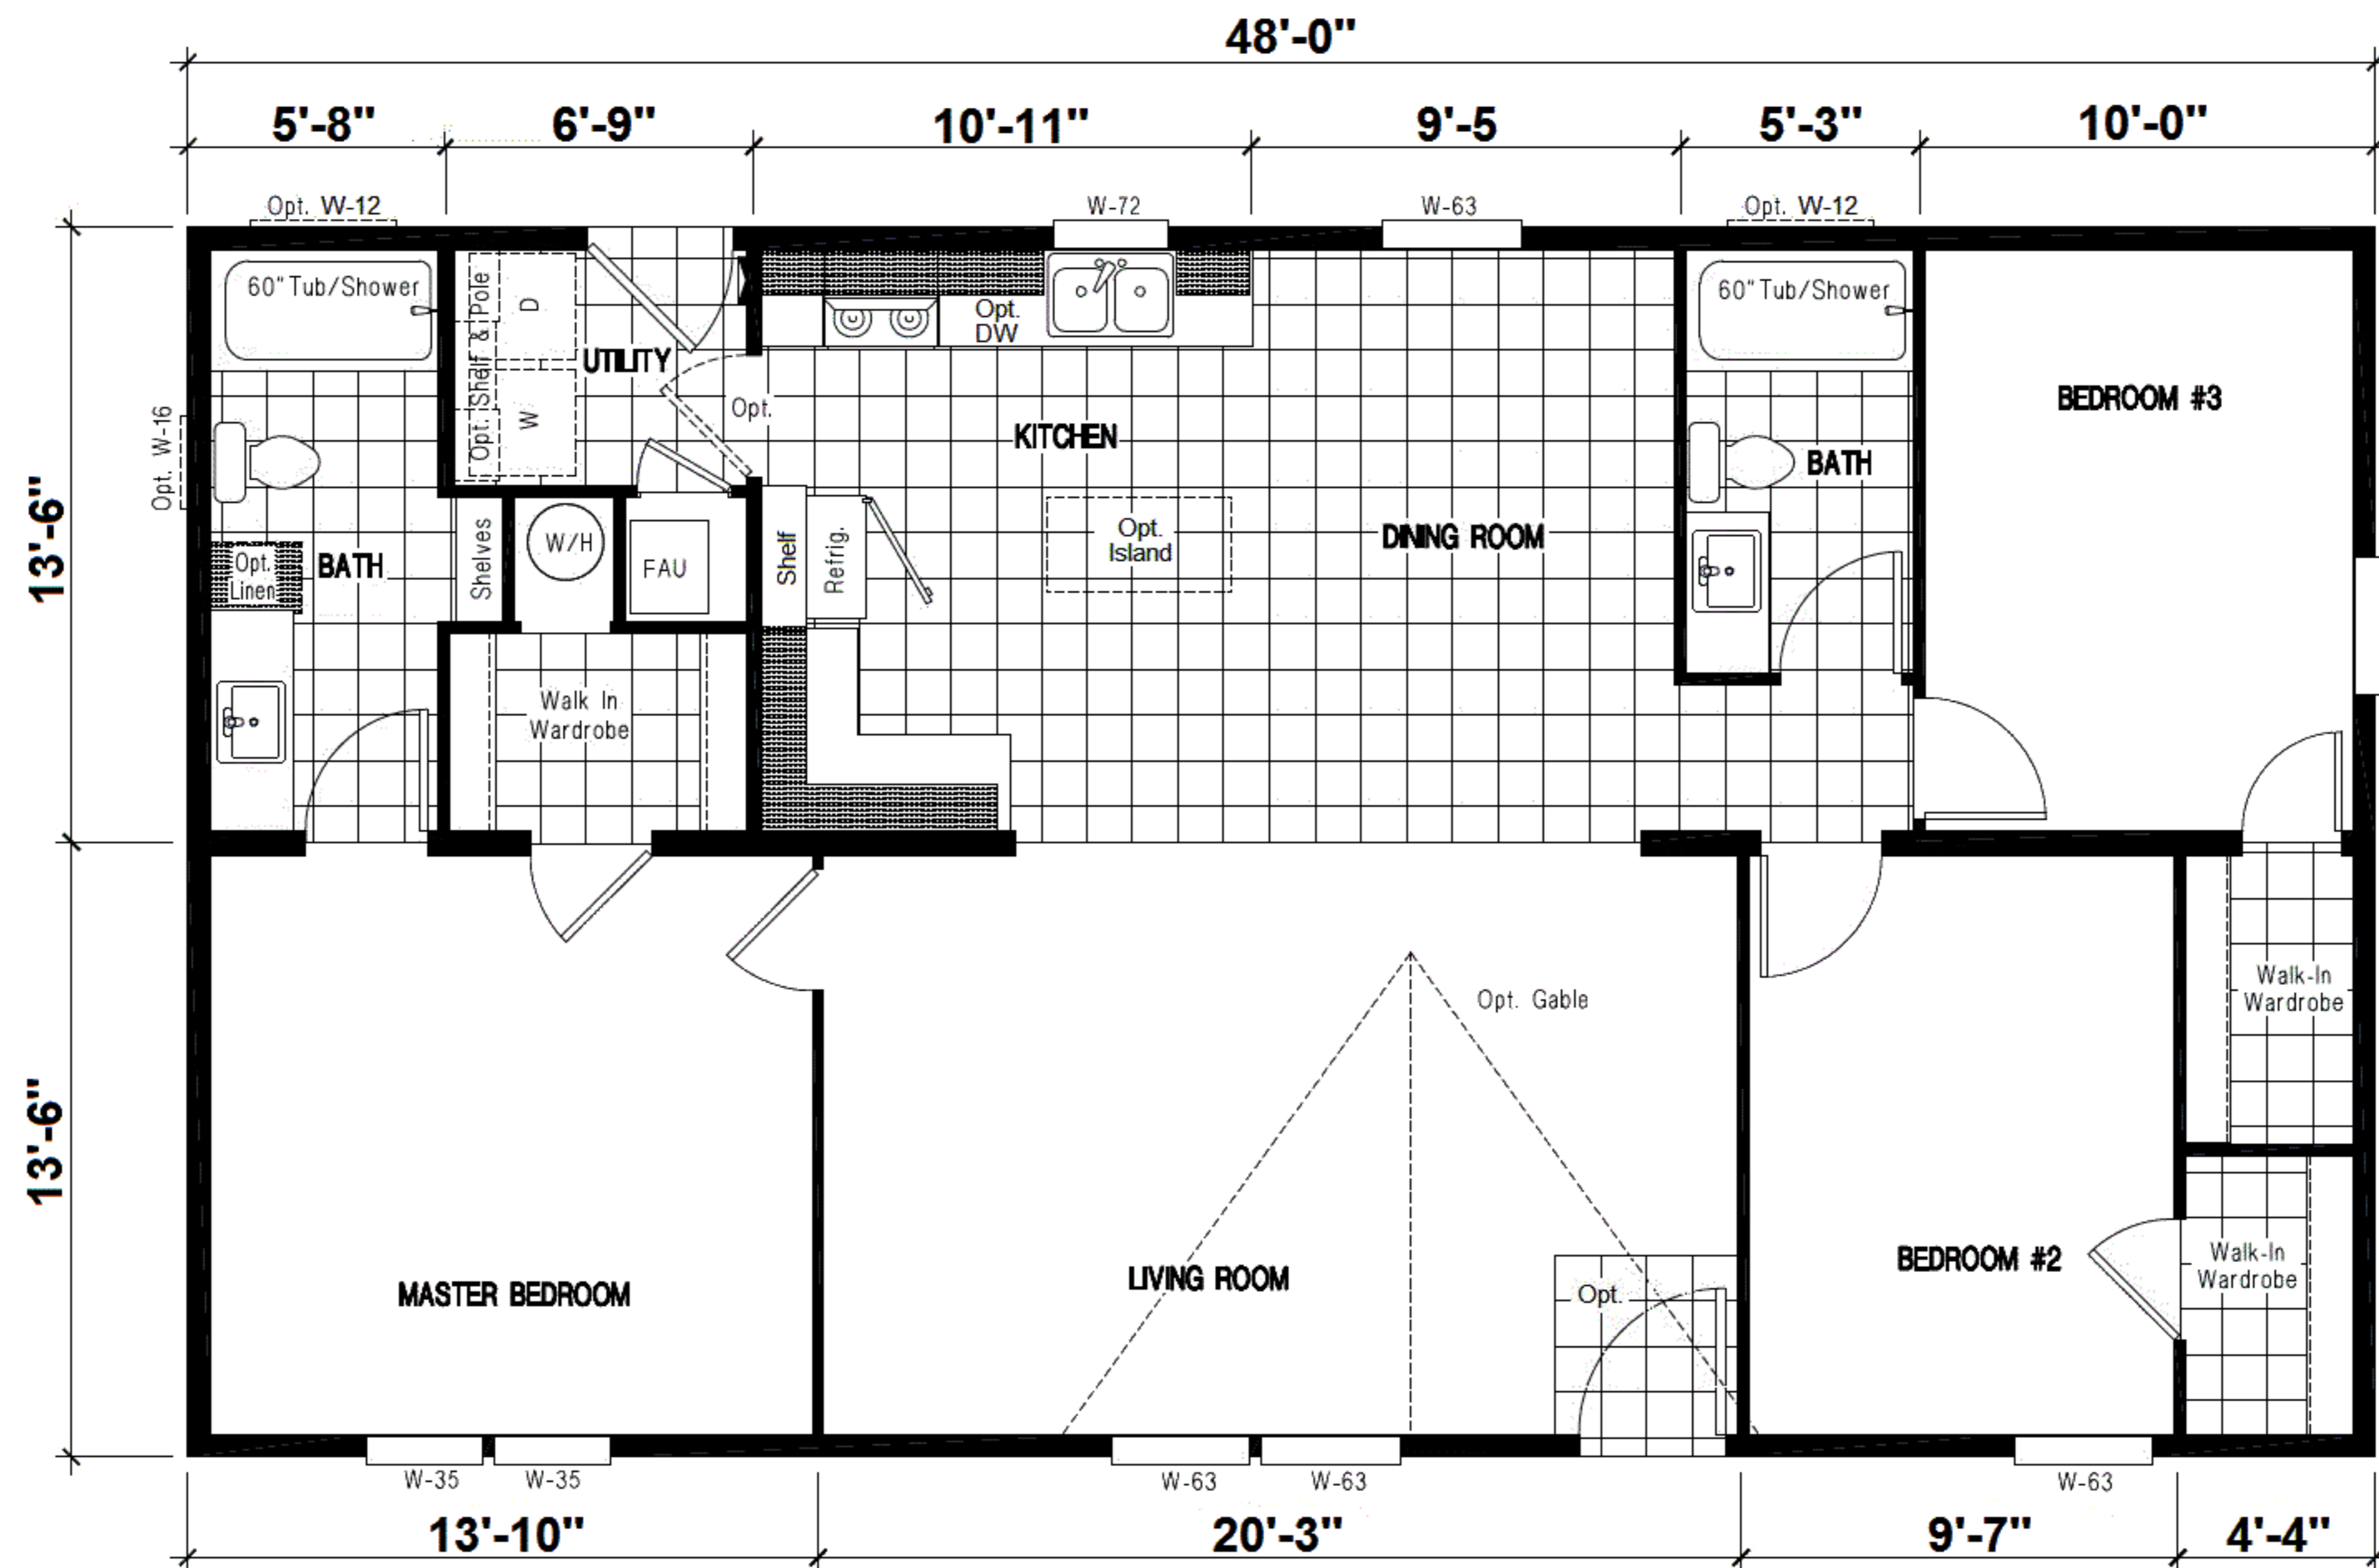 48'-0"
5'-8"
6'-9"
10'-11"
9'-5
5'-3"
10'-0"
Opt. W-12
W-72
W-63
Opt. W-12
60" Tub/Shower
Opt. Shelf & Pole
D
W
UTILITY
Opt.
DW
60" Tub/Shower
Opt.
Opt. W-16
KITCHEN
BEDROOM #3
BATH
13'-6"
Opt.
Linen
BATH
Shelves
W/H
FAU
Shelf
Refrig.
Opt.
Island
DINING ROOM
Walk In
Wardrobe
Walk-In
Wardrobe
Opt. Gable
13'-6"
MASTER BEDROOM
LIVING ROOM
Opt.
BEDROOM #2
Walk-In
Wardrobe
W-35
W-35
W-63
W-63
W-63
13'-10"
20'-3"
9'-7"
4'-4"